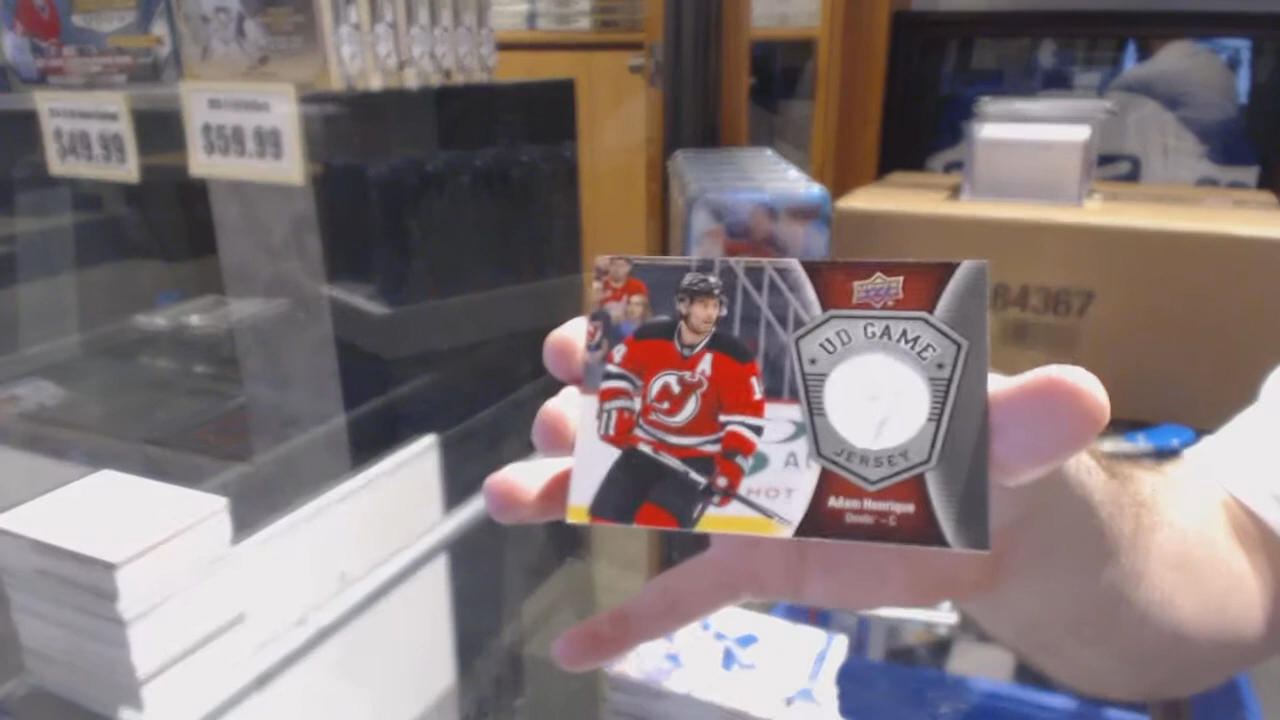 $49.99
$59.99
84367
UD GAME
JERSEY
Adam Henrique
Devils - C
A